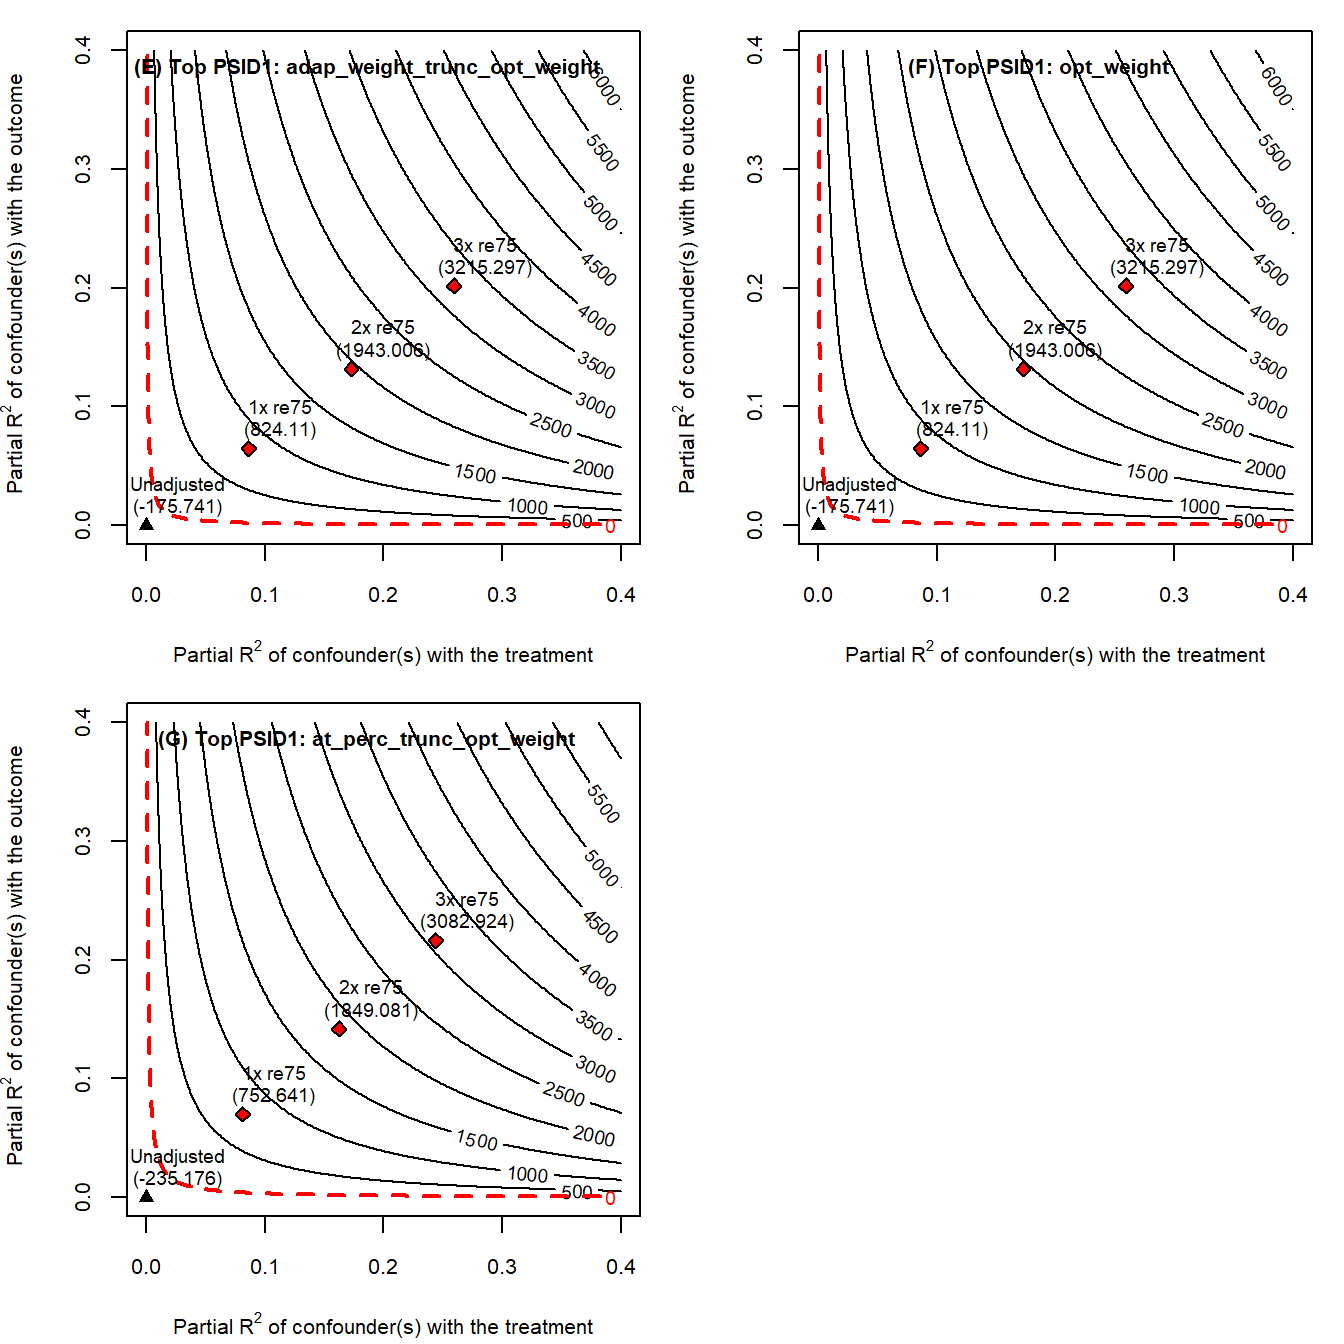 (E) Top PSID1: adap_weight_trunc_opt_weight
Partial R2 of confounder(s) with the outcome
0.4
0.3
0.2
0.1
0.0
6000
5500
5000
4500
4000
3500
3000
2500
2000
1500
1000
500
0
3x re75
(3215.297)
2x re75
(1943.006)
1x re75
(824.11)
Unadjusted
(-175.741)
0.0 0.1 0.2 0.3 0.4
Partial R2 of confounder(s) with the treatment
(F) Top PSID1: opt_weight
Partial R2 of confounder(s) with the outcome
0.4
0.3
0.2
0.1
0.0
6000
5500
5000
4500
4000
3500
3000
2500
2000
1500
1000
500
0
3x re75
(3215.297)
2x re75
(1943.006)
1x re75
(824.11)
Unadjusted
(-175.741)
0.0 0.1 0.2 0.3 0.4
Partial R2 of confounder(s) with the treatment
(G) Top PSID1: at_perc_trunc_opt_weight
Partial R2 of confounder(s) with the outcome
0.4
0.3
0.2
0.1
0.0
5500
5000
4500
4000
3500
3000
2500
2000
1500
1000
500
0
3x re75
(3082.924)
2x re75
(1849.081)
1x re75
(752.641)
Unadjusted
(-235.176)
0.0 0.1 0.2 0.3 0.4
Partial R2 of confounder(s) with the treatment